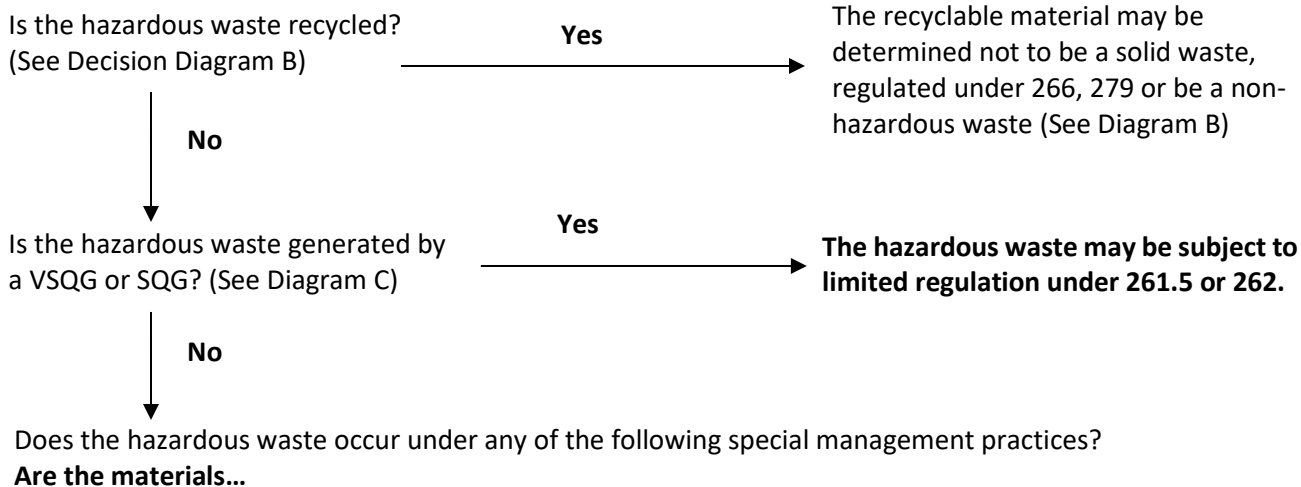 Is the hazardous waste recycled?
(See Decision Diagram B)
Yes
The recyclable material may be
determined not to be a solid waste,
regulated under 266, 279 or be a non-
hazardous waste (See Diagram B)
No
Is the hazardous waste generated by
a VSQG or SQG? (See Diagram C)
Yes
The hazardous waste may be subject to
limited regulation under 261.5 or 262.
No
Does the hazardous waste occur under any of the following special management practices?
Are the materials…